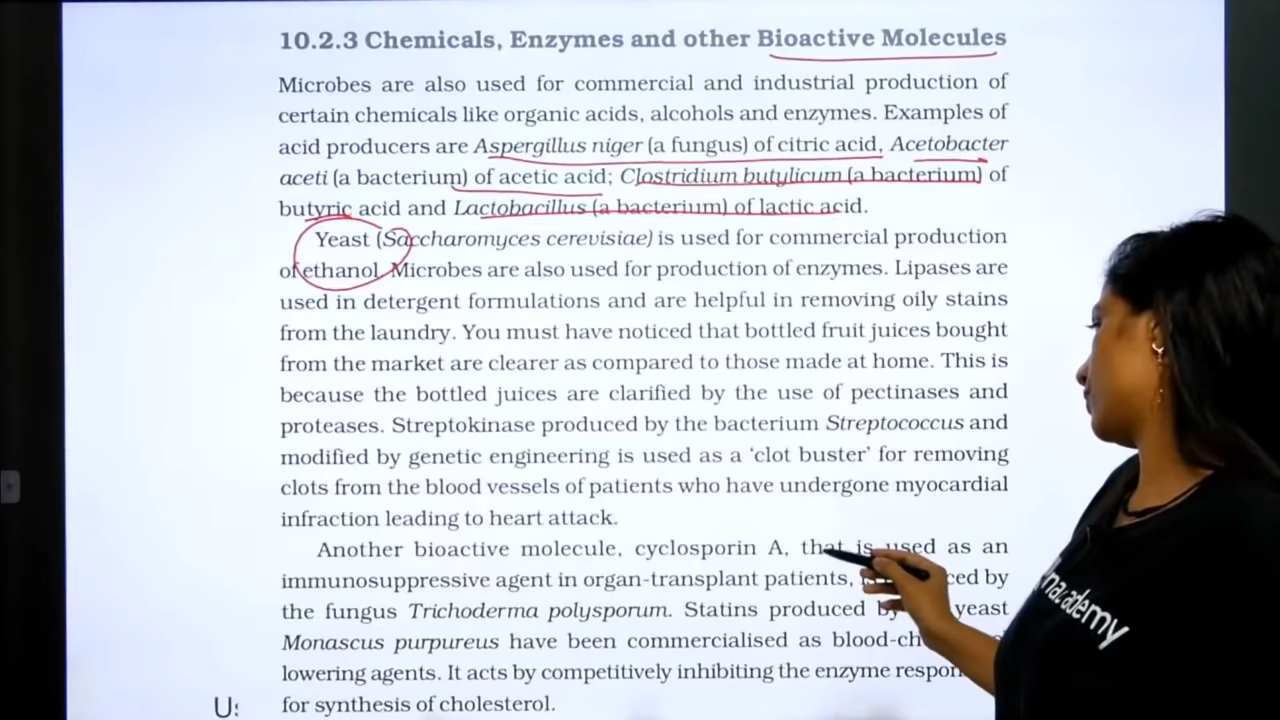 10.2.3 Chemicals, Enzymes and other Bioactive Molecules
Microbes are also used for commercial and industrial production of
certain chemicals like organic acids, alcohols and enzymes. Examples of
acid producers are Aspergillus niger (a fungus) of citric acid, Acetobacter
aceti (a bacterium) of acetic acid; Clostridium butylicum (a bacterium) of
butyric acid and Lactobacillus (a bacterium) of lactic acid.
Yeast (Saccharomyces cerevisiae) is used for commercial production
of ethanol. Microbes are also used for production of enzymes. Lipases are
used in detergent formulations and are helpful in removing oily stains
from the laundry. You must have noticed that bottled fruit juices bought
from the market are clearer as compared to those made at home. This is
because the bottled juices are clarified by the use of pectinases and
proteases. Streptokinase produced by the bacterium Streptococcus and
modified by genetic engineering is used as a ‘clot buster’ for removing
clots from the blood vessels of patients who have undergone myocardial
infraction leading to heart attack.
Another bioactive molecule, cyclosporin A, that is used as an
immunosuppressive agent in organ-transplant patients, by
the fungus Trichoderma polysporum. Statins produced yeast
Monascus purpureus have been commercialised as
lowering agents. It acts by competitively inhibiting the enzyme
for synthesis of cholesterol.